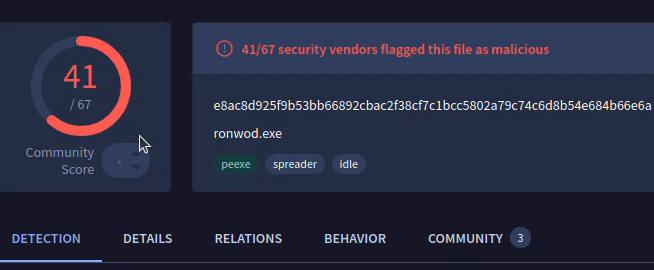 41/67 security vendors flagged this file as malicious
41
/ 67
e8ac8d925f9b53bb66892cbac2f38cf7c1bcc5802a79c74c6d8b54e684b66e6a
ronwod.exe
Community
Score
peexe spreader idle
DETECTION DETAILS RELATIONS BEHAVIOR COMMUNITY 3